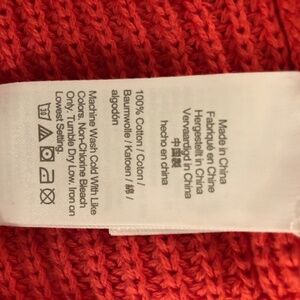 Made in China
Fabriqué en Chine
Hergestellt in China
Vervaardigd in China
中国製
hecho en china
100% Cotton / Coton /
Baumwolle / Katoen / 綿 /
algodón
Machine Wash Cold With Like
Colors. Non-Chlorine Bleach
Only. Tumble Dry Low. Iron on
Lowest Setting.
30